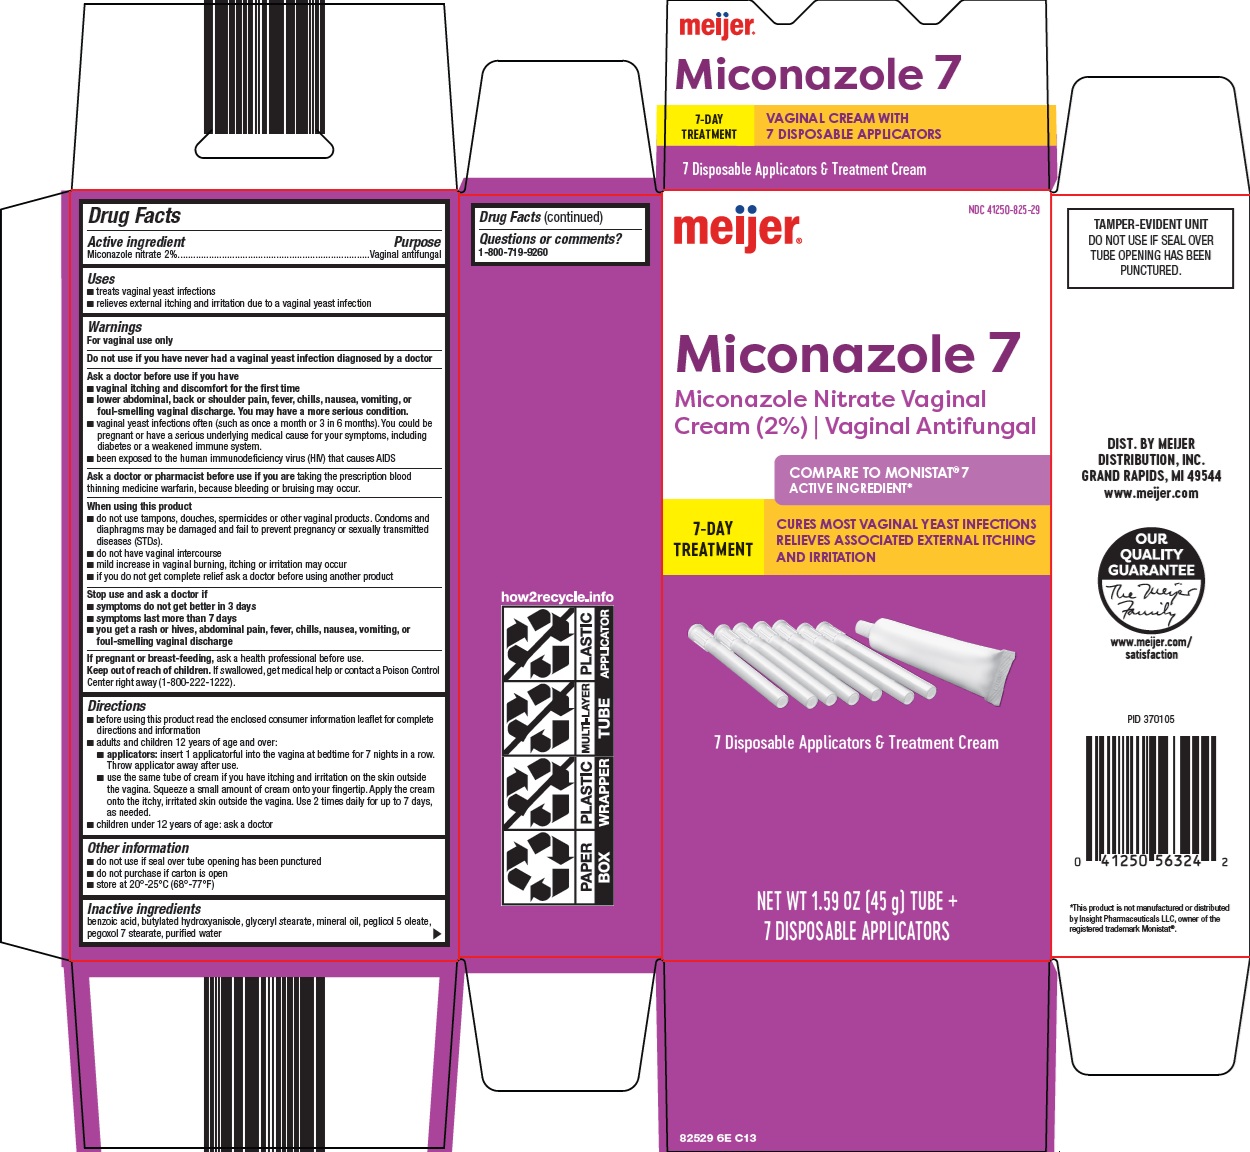 meijer.
Miconazole 7
7-DAY
TREATMENT
VAGINAL CREAM WITH
7 DISPOSABLE APPLICATORS
7 Disposable Applicators & Treatment Cream
Drug Facts
Active ingredient Purpose
Miconazole nitrate 2%......................................................................Vaginal antifungal
Uses
■ treats vaginal yeast infections
■ relieves external itching and irritation due to a vaginal yeast infection
Warnings
For vaginal use only
Do not use if you have never had a vaginal yeast infection diagnosed by a doctor
Ask a doctor before use if you have
■ vaginal itching and discomfort for the first time
■ lower abdominal, back or shoulder pain, fever, chills, nausea, vomiting, or
foul-smelling vaginal discharge. You may have a more serious condition.
■ vaginal yeast infections often (such as once a month or 3 in 6 months). You could be
pregnant or have a serious underlying medical cause for your symptoms, including
diabetes or a weakened immune system.
■ been exposed to the human immunodeficiency virus (HIV) that causes AIDS
Ask a doctor or pharmacist before use if you are taking the prescription blood
thinning medicine warfarin, because bleeding or bruising may occur.
When using this product
■ do not use tampons, douches, spermicides or other vaginal products. Condoms and
diaphragms may be damaged and fail to prevent pregnancy or sexually transmitted
diseases (STDs).
■ do not have vaginal intercourse
■ mild increase in vaginal burning, itching or irritation may occur
■ if you do not get complete relief ask a doctor before using another product
Stop use and ask a doctor if
■ symptoms do not get better in 3 days
■ symptoms last more than 7 days
■ you get a rash or hives, abdominal pain, fever, chills, nausea, vomiting, or
foul-smelling vaginal discharge
If pregnant or breast-feeding, ask a health professional before use.
Keep out of reach of children. If swallowed, get medical help or contact a Poison Control
Center right away (1-800-222-1222).
Directions
■ before using this product read the enclosed consumer information leaflet for complete
directions and information
■ adults and children 12 years of age and over:
■ applicators: insert 1 applicatorful into the vagina at bedtime for 7 nights in a row.
Throw applicator away after use.
■ use the same tube of cream if you have itching and irritation on the skin outside
the vagina. Squeeze a small amount of cream onto your fingertip. Apply the cream
onto the itchy, irritated skin outside the vagina. Use 2 times daily for up to 7 days,
as needed.
■ children under 12 years of age: ask a doctor
Other information
■ do not use if seal over tube opening has been punctured
■ do not purchase if carton is open
■ store at 20°-25°C (68°-77°F)
Inactive ingredients
benzoic acid, butylated hydroxyanisole, glyceryl stearate, mineral oil, peglicol 5 oleate,
pegoxol 7 stearate, purified water
Drug Facts (continued)
Questions or comments?
1-800-719-9260
how2recycle.info
PLASTIC
APPLICATOR
MULTI-LAYER
TUBE
PLASTIC
WRAPPER
PAPER
BOX
NDC 41250-825-29
meijer®
Miconazole 7
Miconazole Nitrate Vaginal
Cream (2%) | Vaginal Antifungal
COMPARE TO MONISTAT® 7
ACTIVE INGREDIENT*
7-DAY
TREATMENT
CURES MOST VAGINAL YEAST INFECTIONS
RELIEVES ASSOCIATED EXTERNAL ITCHING
AND IRRITATION
7 Disposable Applicators & Treatment Cream
NET WT 1.59 OZ (45 g) TUBE +
7 DISPOSABLE APPLICATORS
82529 6E C13
TAMPER-EVIDENT UNIT
DO NOT USE IF SEAL OVER
TUBE OPENING HAS BEEN
PUNCTURED.
DIST. BY MEIJER
DISTRIBUTION, INC.
GRAND RAPIDS, MI 49544
www.meijer.com
OUR
QUALITY
GUARANTEE
The Meijer
Family
www.meijer.com/
satisfaction
PID 370105
0 41250 56324 2
*This product is not manufactured or distributed
by Insight Pharmaceuticals LLC, owner of the
registered trademark Monistat®.